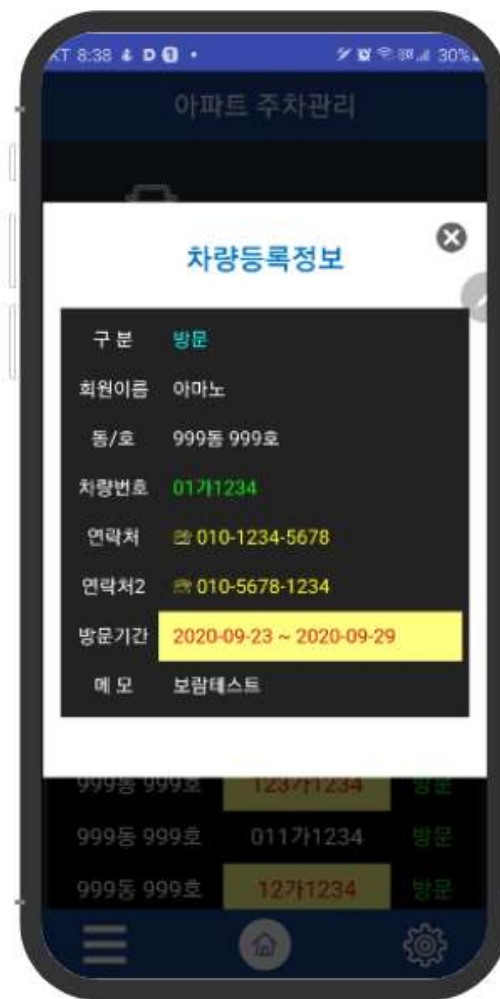 KT 8:38 D 1 • 30%
아파트 주차관리
차량등록정보
구 분 방문
회원이름 아마노
동/호 999동 999호
차량번호 01가1234
연락처 ☏ 010-1234-5678
연락처2 ☏ 010-5678-1234
방문기간 2020-09-23 ~ 2020-09-29
메 모 보람테스트
999동 999호 123가1234 방문
999동 999호 011가1234 방문
999동 999호 12가1234 방문